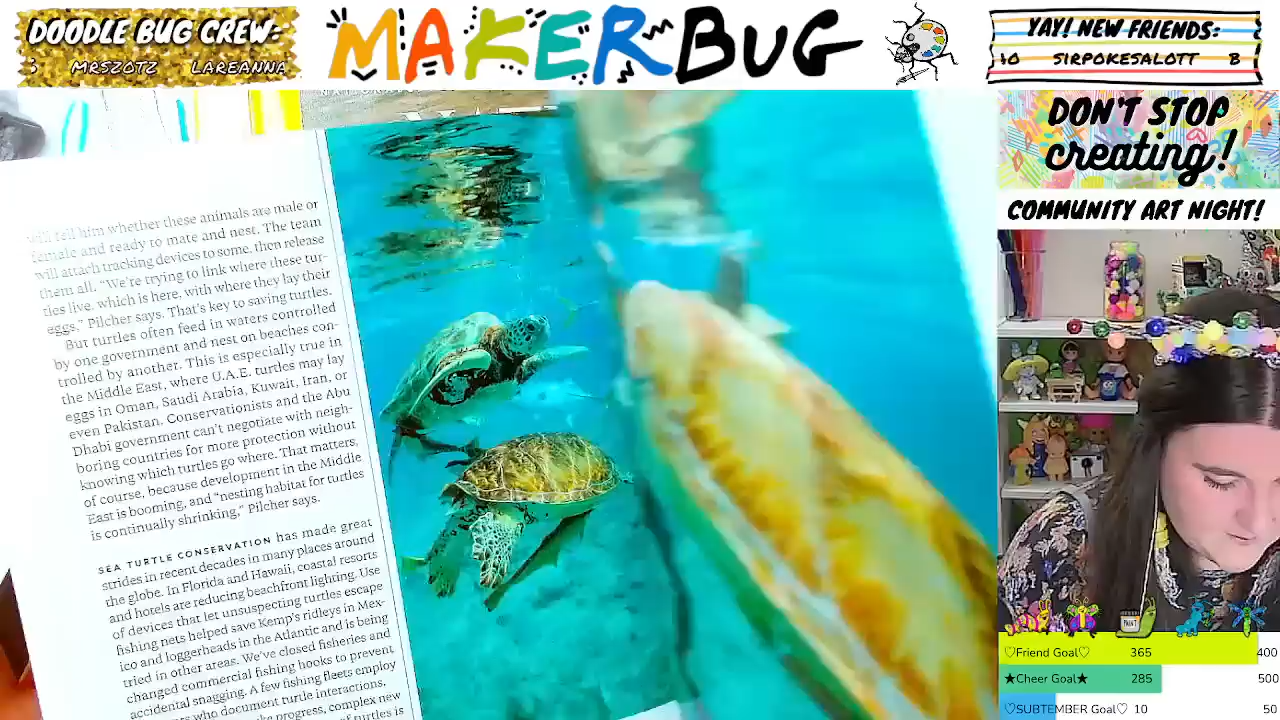 DOODLE BUG CREW:
MRSZOTZ LAREANNA
MAKERBUG
YAY! NEW FRIENDS:
SIRPOKESALOTT B
DON'T STOP
creating!
COMMUNITY ART NIGHT!
will tell him whether these animals are male or
female and ready to mate and nest. The team
will attach tracking devices to some, then release
them all. "We're trying to link where these tur-
tles live, which is here, with where they lay their
eggs," Pilcher says. That's key to saving turtles.
But turtles often feed in waters controlled
by one government and nest on beaches con-
trolled by another. This is especially true in
the Middle East, where U.A.E. turtles may lay
eggs in Oman, Saudi Arabia, Kuwait, Iran, or
even Pakistan. Conservationists and the Abu
Dhabi government can't negotiate with neigh-
boring countries for more protection without
knowing which turtles go where. That matters,
of course, because development in the Middle
East is booming, and "nesting habitat for turtles
is continually shrinking," Pilcher says.
SEA TURTLE CONSERVATION has made great
strides in recent decades in many places around
the globe. In Florida and Hawaii, coastal resorts
and hotels are reducing beachfront lighting. Use
of devices that let unsuspecting turtles escape
fishing nets helped save Kemp's ridleys in Mex-
ico and loggerheads in the Atlantic and is being
tried in other areas. We've closed fisheries and
changed commercial fishing hooks to prevent
accidental snagging. A few fishing fleets employ
who document turtle interactions.
progress, complex new
of turtles is
PAINT
♡Friend Goal♡ 365 400
★Cheer Goal★ 285 500
♡SUBTEMBER Goal♡ 10 50